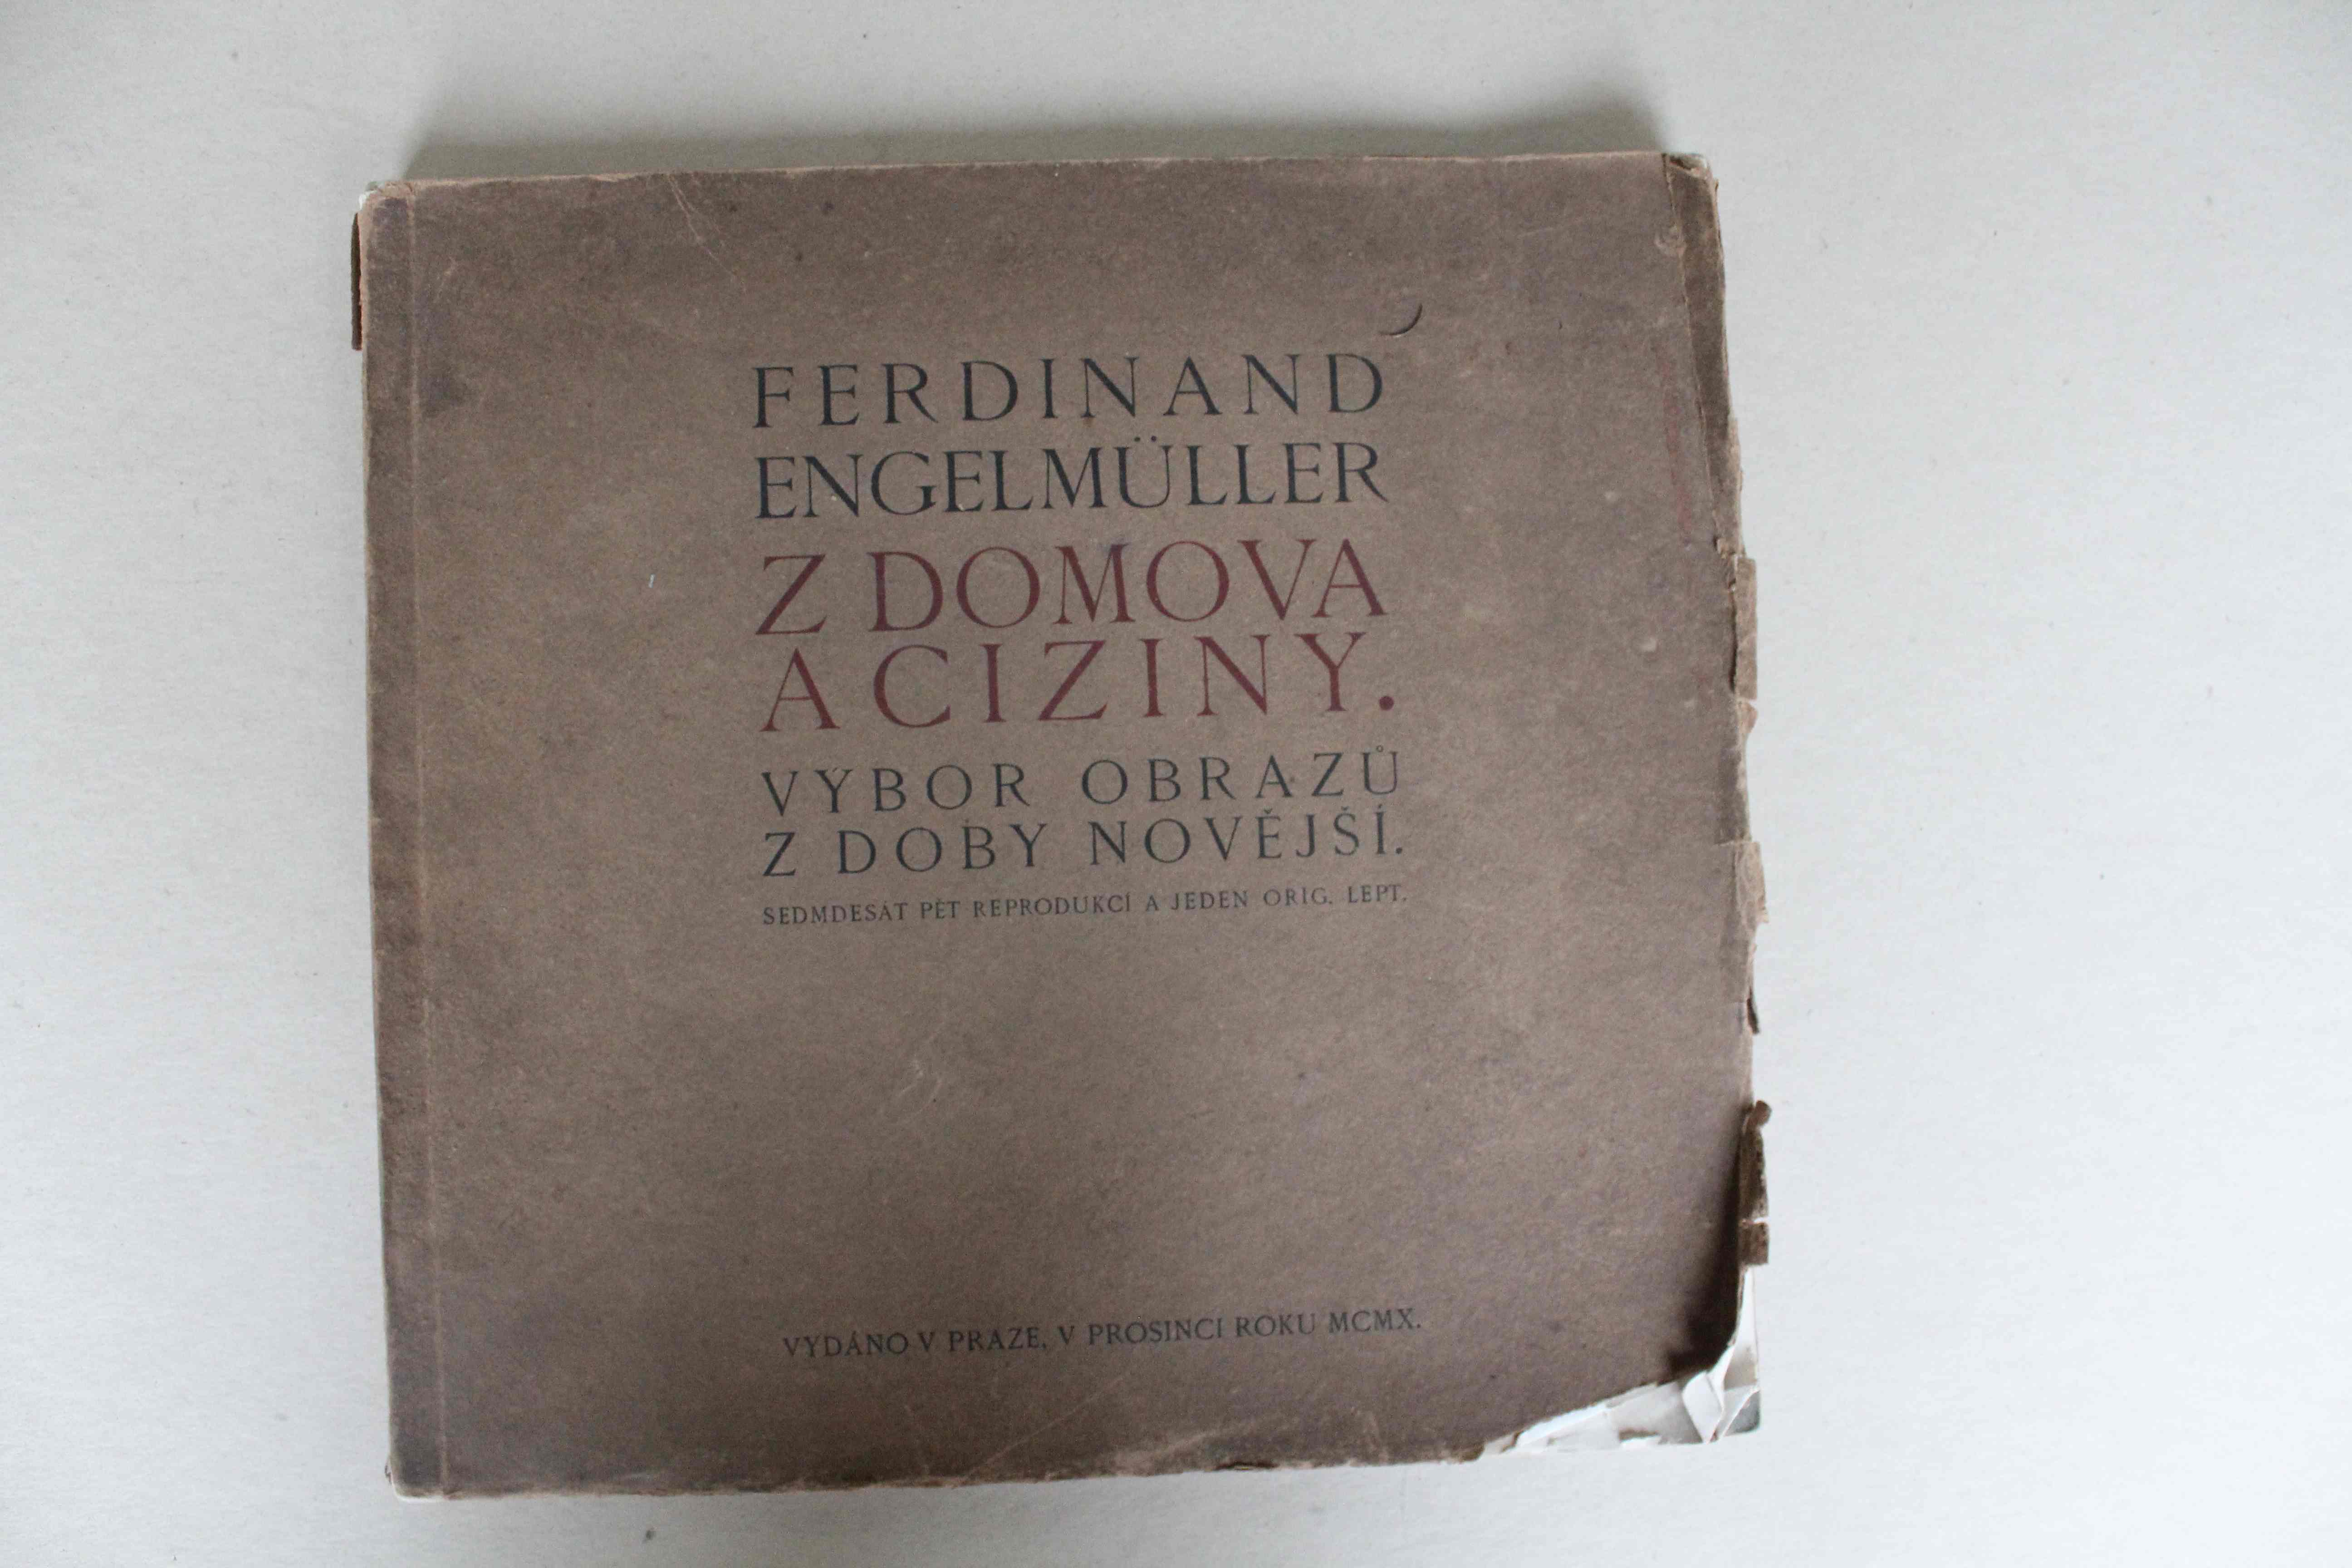 FERDINAND
ENGELMÜLLER
Z DOMOVA
A CIZINY.
VÝBOR OBRAZŮ
Z DOBY NOVĚJŠÍ.
SEDMDESÁT PĚT REPRODUKCÍ A JEDEN ORIG. LEPT.
VYDÁNO V PRAZE, V PROSINCI ROKU MCMX.